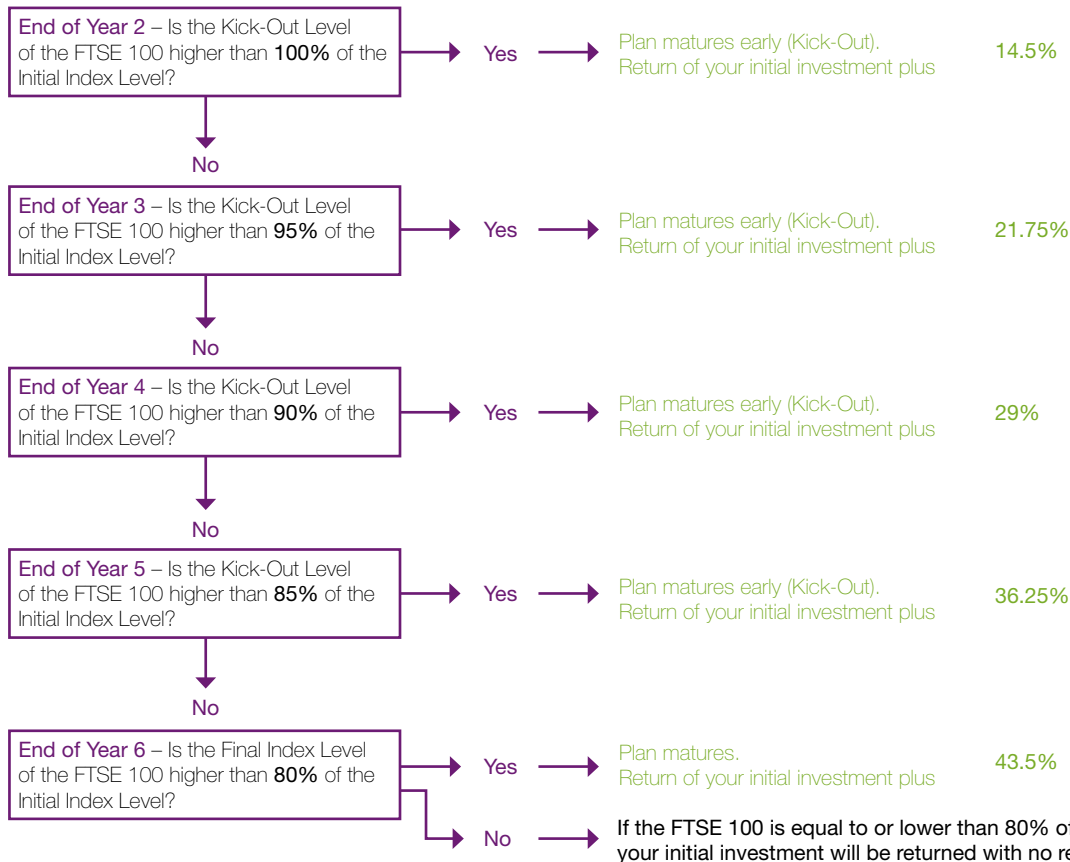 End of Year 2 – Is the Kick-Out Level
of the FTSE 100 higher than 100% of the
Initial Index Level?
Yes
Plan matures early (Kick-Out).
Return of your initial investment plus
14.5%
No
End of Year 3 – Is the Kick-Out Level
of the FTSE 100 higher than 95% of the
Initial Index Level?
Yes
Plan matures early (Kick-Out).
Return of your initial investment plus
21.75%
No
End of Year 4 – Is the Kick-Out Level
of the FTSE 100 higher than 90% of the
Initial Index Level?
Yes
Plan matures early (Kick-Out).
Return of your initial investment plus
29%
No
End of Year 5 – Is the Kick-Out Level
of the FTSE 100 higher than 85% of the
Initial Index Level?
Yes
Plan matures early (Kick-Out).
Return of your initial investment plus
36.25%
No
End of Year 6 – Is the Final Index Level
of the FTSE 100 higher than 80% of the
Initial Index Level?
Yes
Plan matures.
Return of your initial investment plus
43.5%
No
If the FTSE 100 is equal to or lower than 80%
your initial investment will be returned with no